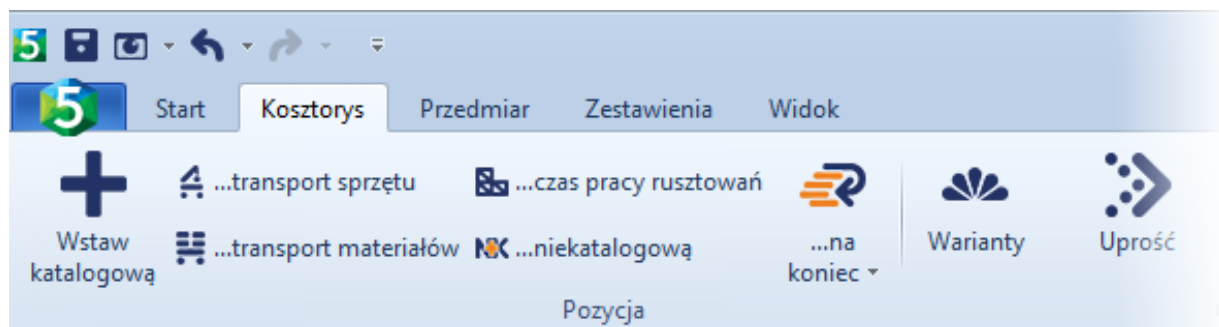 5
5
Start Kosztorys Przedmiar Zestawienia Widok
...transport sprzętu ...czas pracy rusztowań
Wstaw katalogową ...transport materiałów NK ...niekatalogową ...na koniec Warianty Uprość
Pozycja